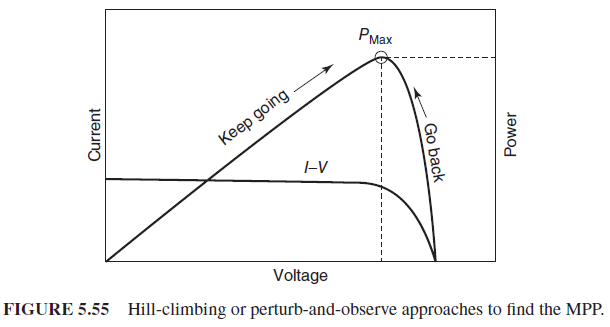 PMax
Keep going
Go back
I–V
Current
Power
Voltage
FIGURE 5.55 Hill-climbing or perturb-and-observe approaches to find the MPP.